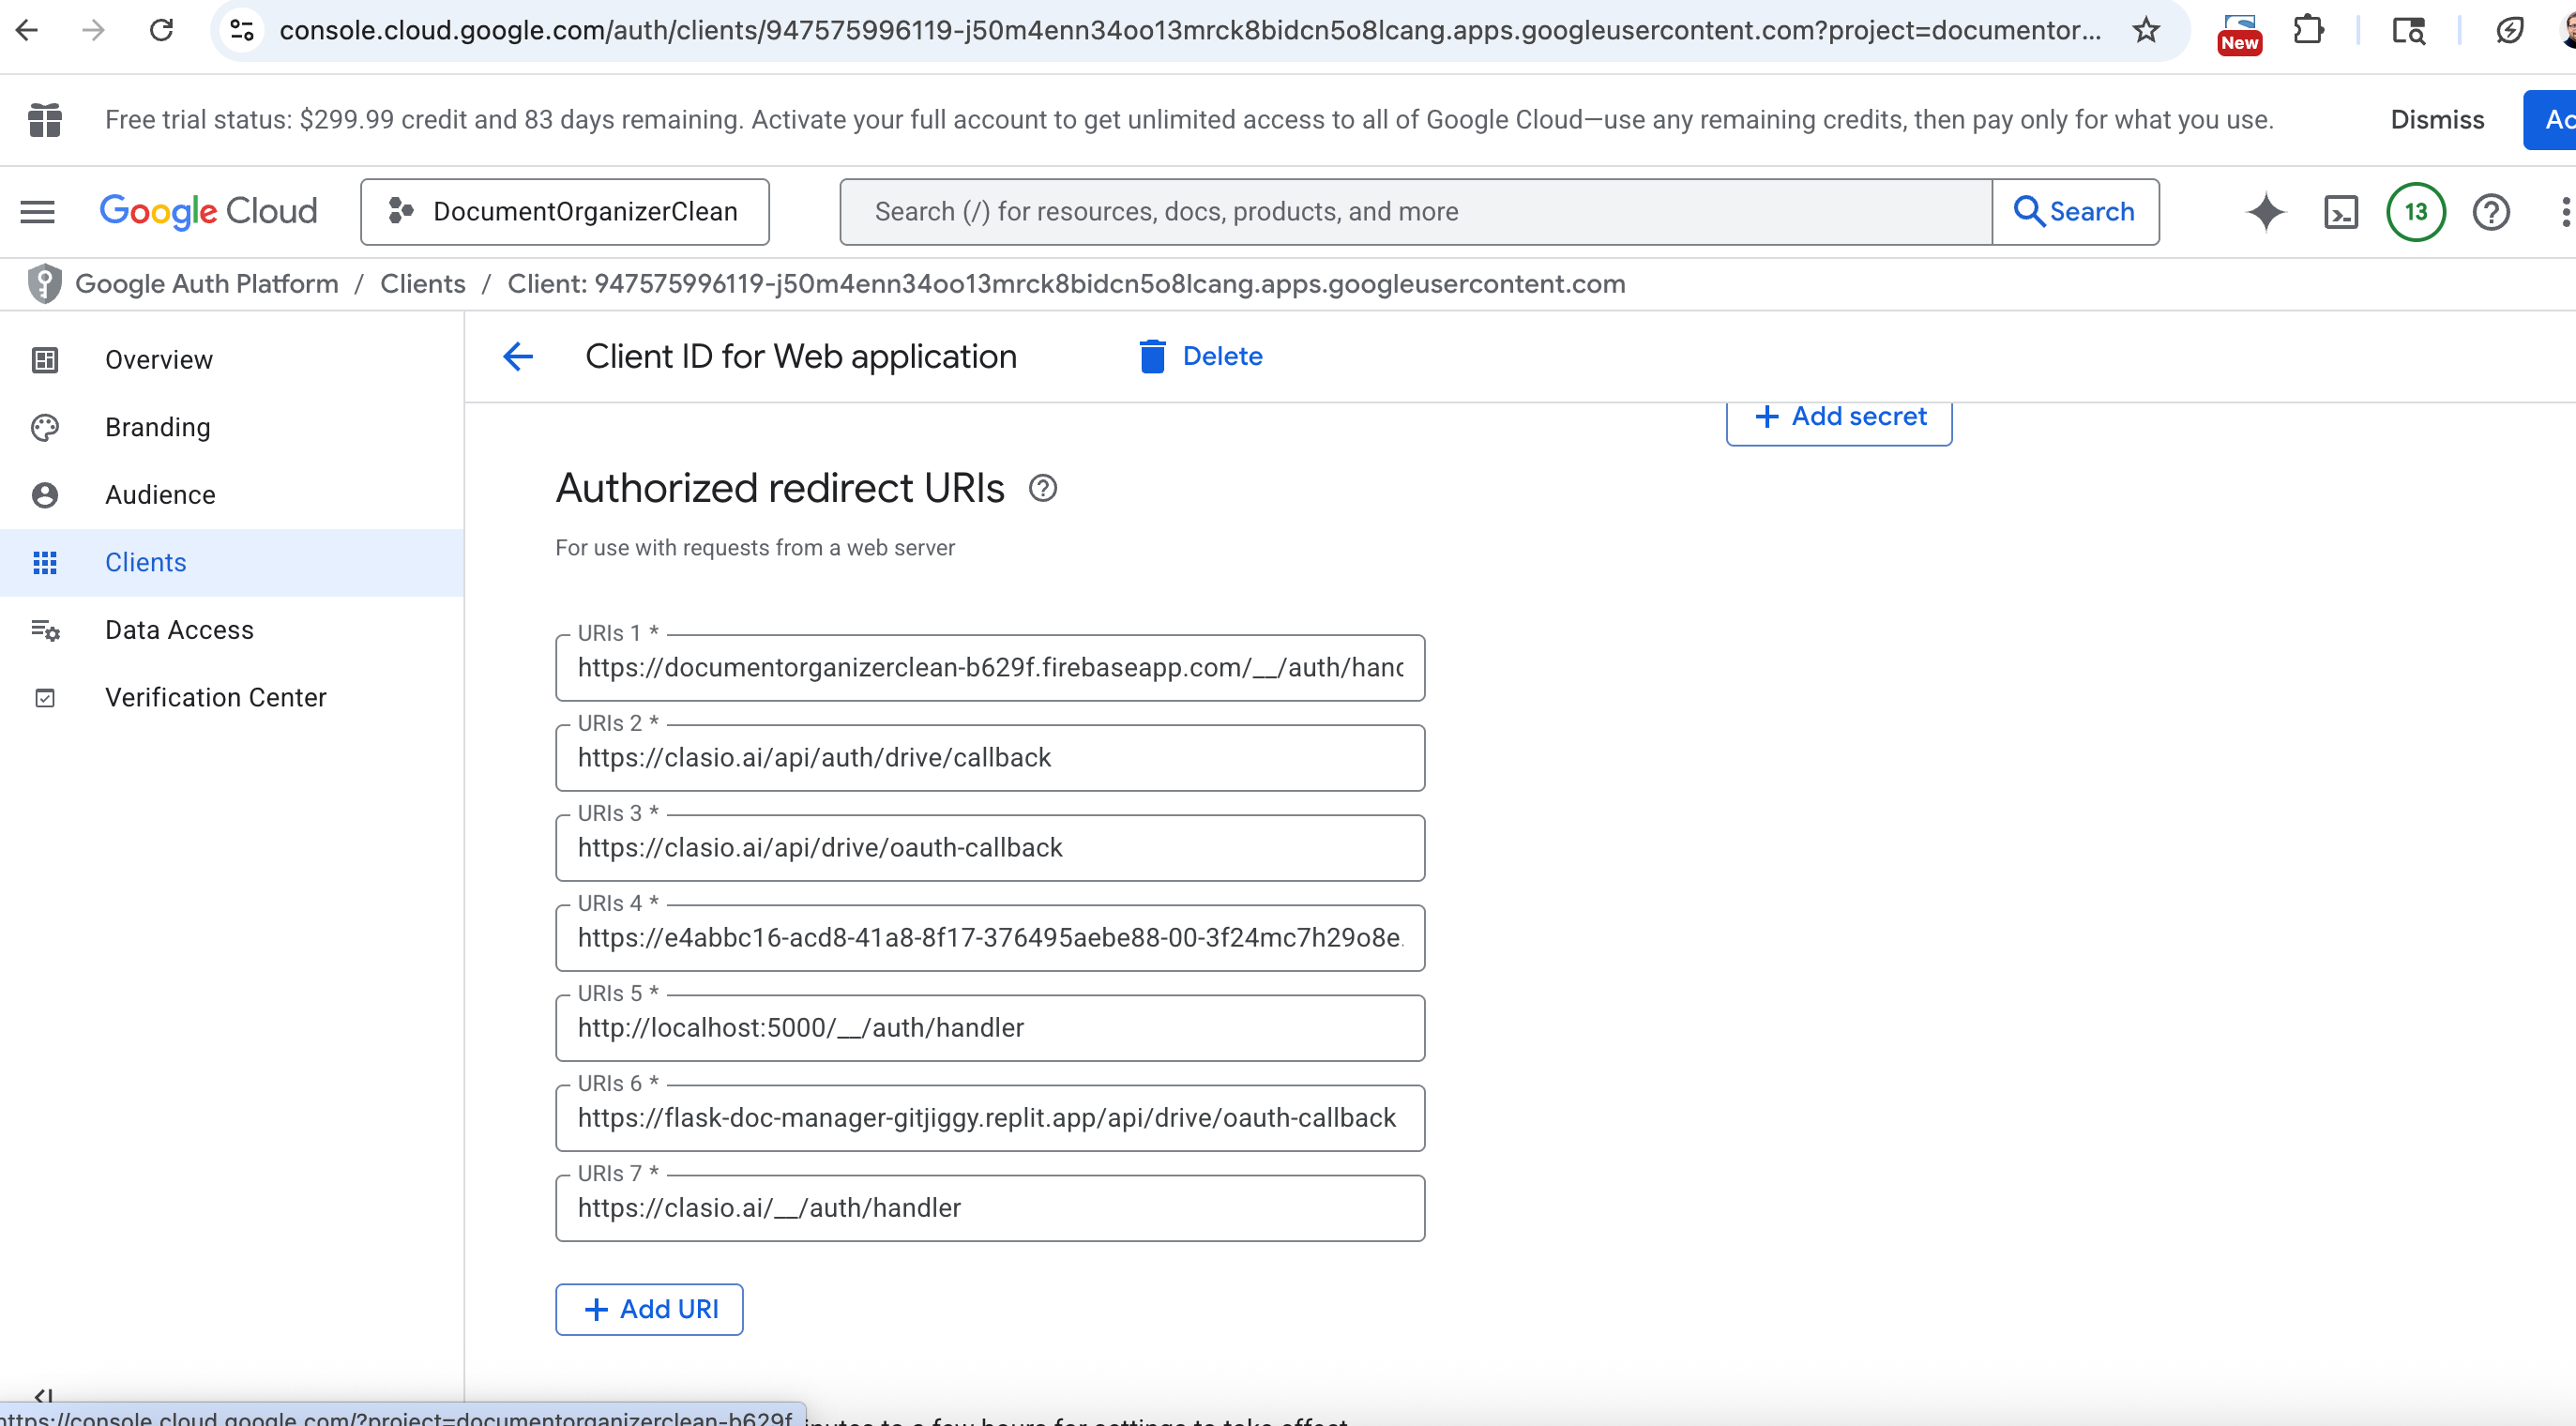 console.cloud.google.com/auth/clients/947575996119-j50m4enn34oo13mrck8bidcn5o8lcang.apps.googleusercontent.com?project=documentor...
New
Free trial status: $299.99 credit and 83 days remaining. Activate your full account to get unlimited access to all of Google Cloud—use any remaining credits, then pay only for what you use.
Dismiss
Ac
Google Cloud
DocumentOrganizerClean
Search (/) for resources, docs, products, and more
Search
13
Google Auth Platform / Clients / Client: 947575996119-j50m4enn34oo13mrck8bidcn5o8lcang.apps.googleusercontent.com
Overview
Branding
Audience
Clients
Data Access
Verification Center
Client ID for Web application
Delete
+ Add secret
Authorized redirect URIs
For use with requests from a web server
URIs 1 *
https://documentorganizerclean-b629f.firebaseapp.com/__/auth/hand
URIs 2 *
https://clasio.ai/api/auth/drive/callback
URIs 3 *
https://clasio.ai/api/drive/oauth-callback
URIs 4 *
https://e4abbc16-acd8-41a8-8f17-376495aebe88-00-3f24mc7h29o8e.
URIs 5 *
http://localhost:5000/__/auth/handler
URIs 6 *
https://flask-doc-manager-gitjiggy.replit.app/api/drive/oauth-callback
URIs 7 *
https://clasio.ai/__/auth/handler
+ Add URI
https://console.cloud.google.com/?project=documentorganizerclean-b629f
inutes to a few hours for settings to take effect